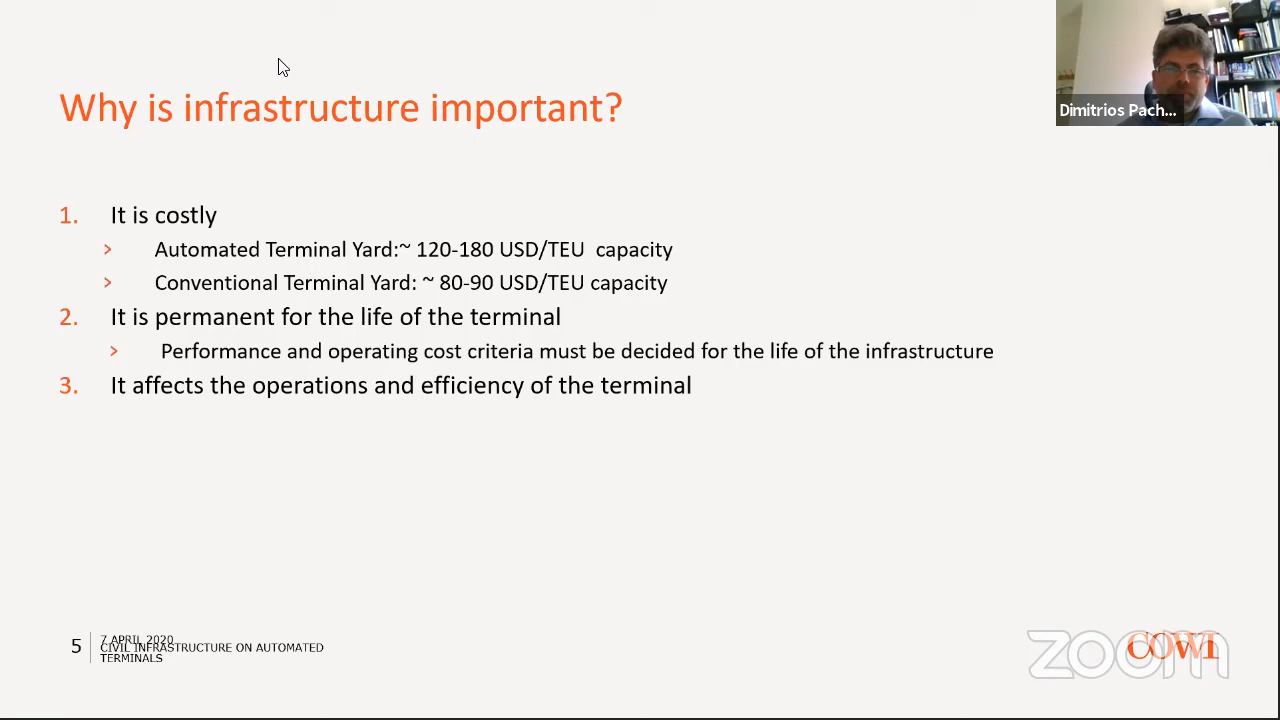 Why is infrastructure important?
Dimitrios Pach...
1. It is costly
> Automated Terminal Yard:~ 120-180 USD/TEU capacity
> Conventional Terminal Yard: ~ 80-90 USD/TEU capacity
2. It is permanent for the life of the terminal
> Performance and operating cost criteria must be decided for the life of the infrastructure
3. It affects the operations and efficiency of the terminal
5
7 APRIL 2020
CIVIL INFRASTRUCTURE ON AUTOMATED
TERMINALS
zoom
COWI